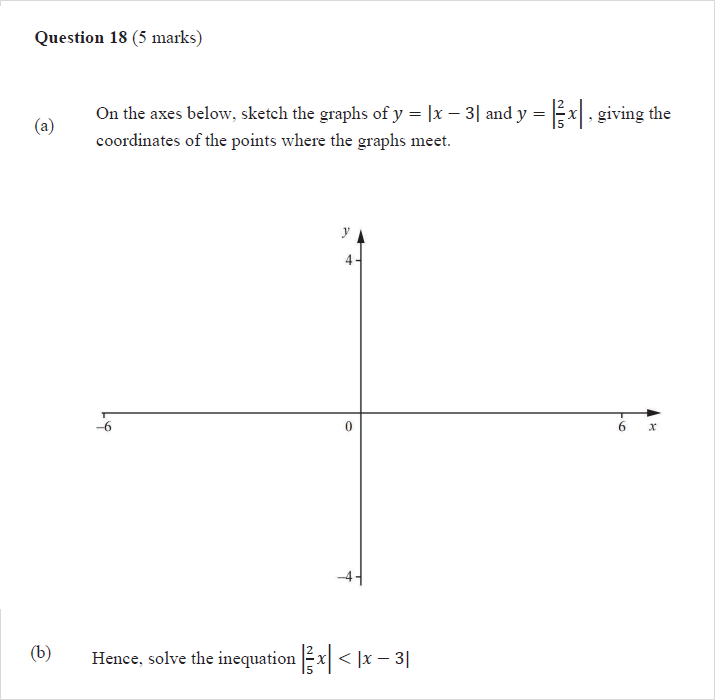 Question 18 (5 marks)
(a) On the axes below, sketch the graphs of y = |x − 3| and y = |2/5 x| , giving the
coordinates of the points where the graphs meet.
y
4
−6 0 6 x
−4
(b) Hence, solve the inequation |2/5 x| < |x − 3|